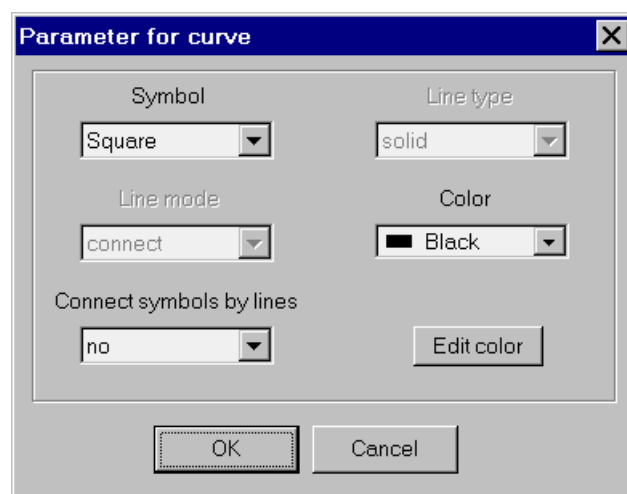 Parameter for curve
Symbol
Line type
Square
solid
Line mode
Color
connect
Black
Connect symbols by lines
no
Edit color
OK
Cancel